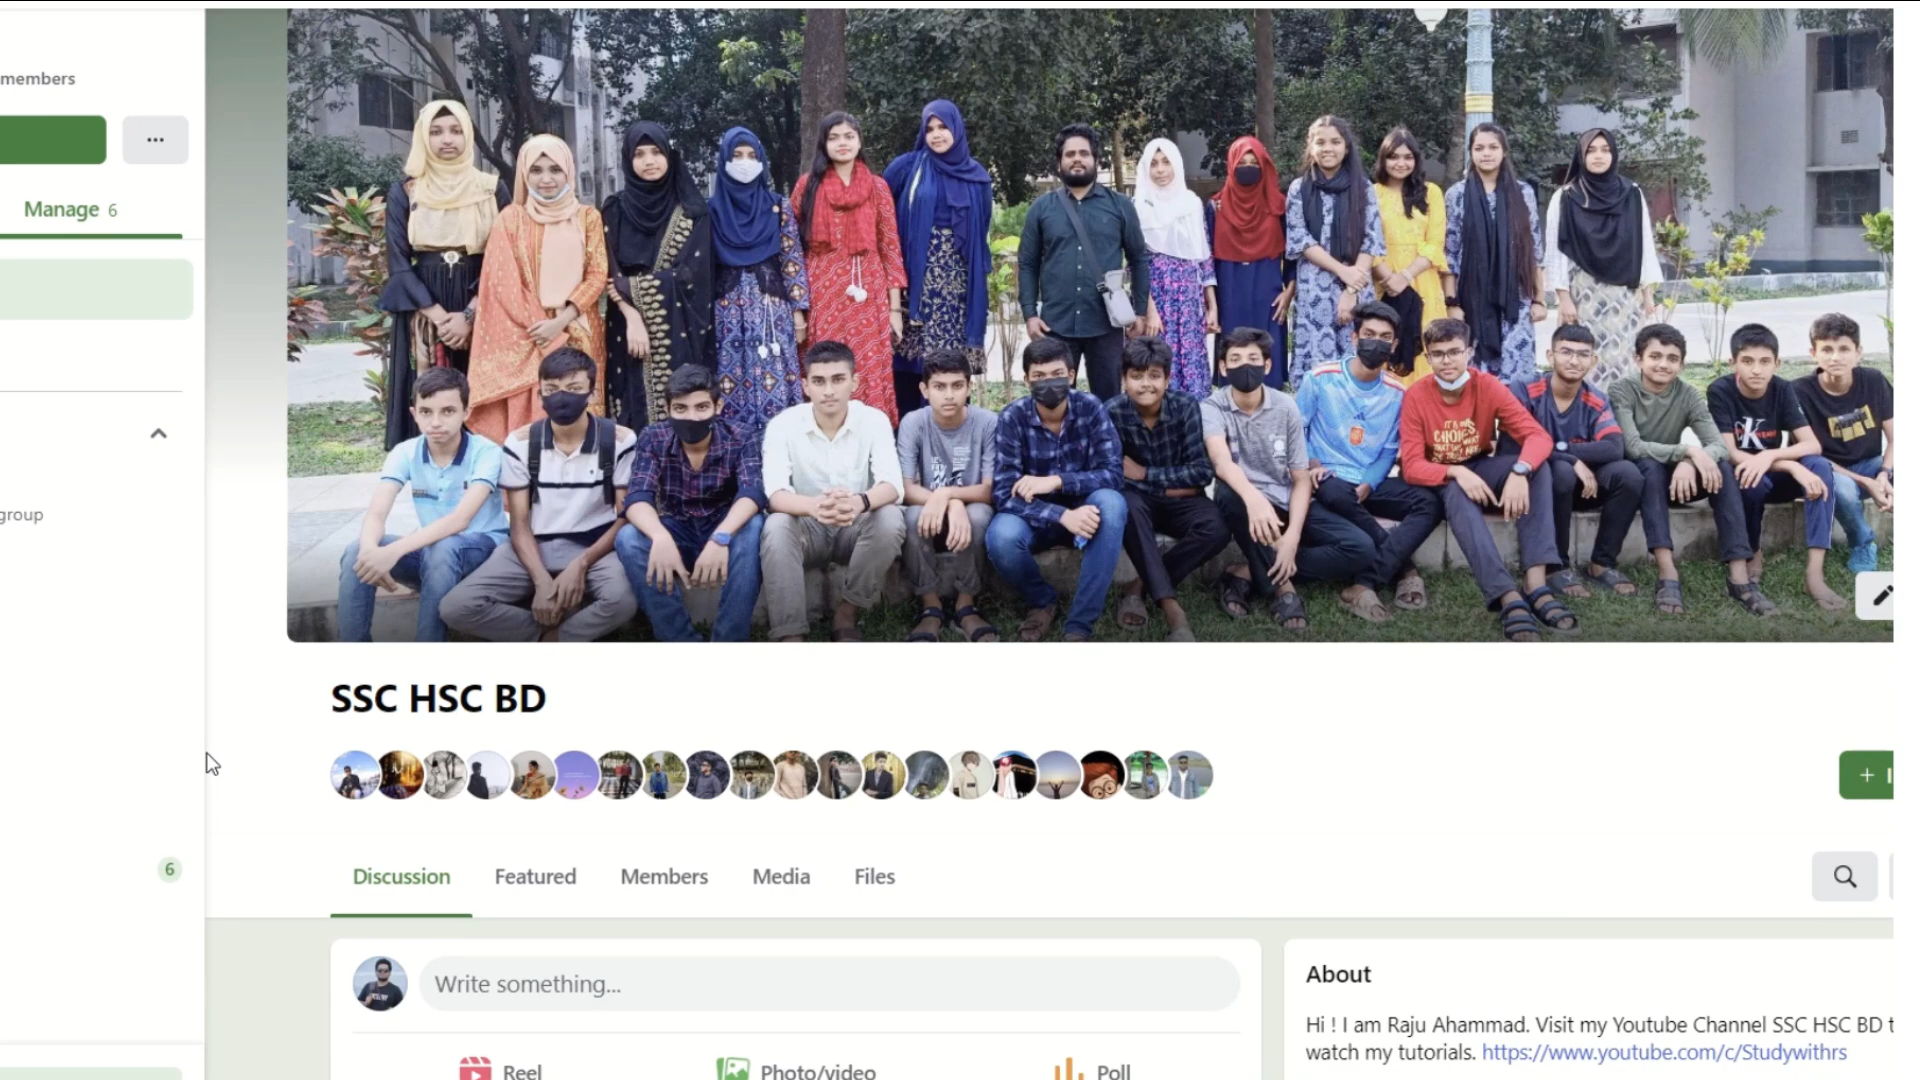 members
...
Manage 6
group
6
SSC HSC BD
+
Discussion
Featured
Members
Media
Files
Write something...
Reel
Photo/video
Poll
About
Hi ! I am Raju Ahammad. Visit my Youtube Channel SSC HSC BD t
watch my tutorials. https://www.youtube.com/c/Studywithrs